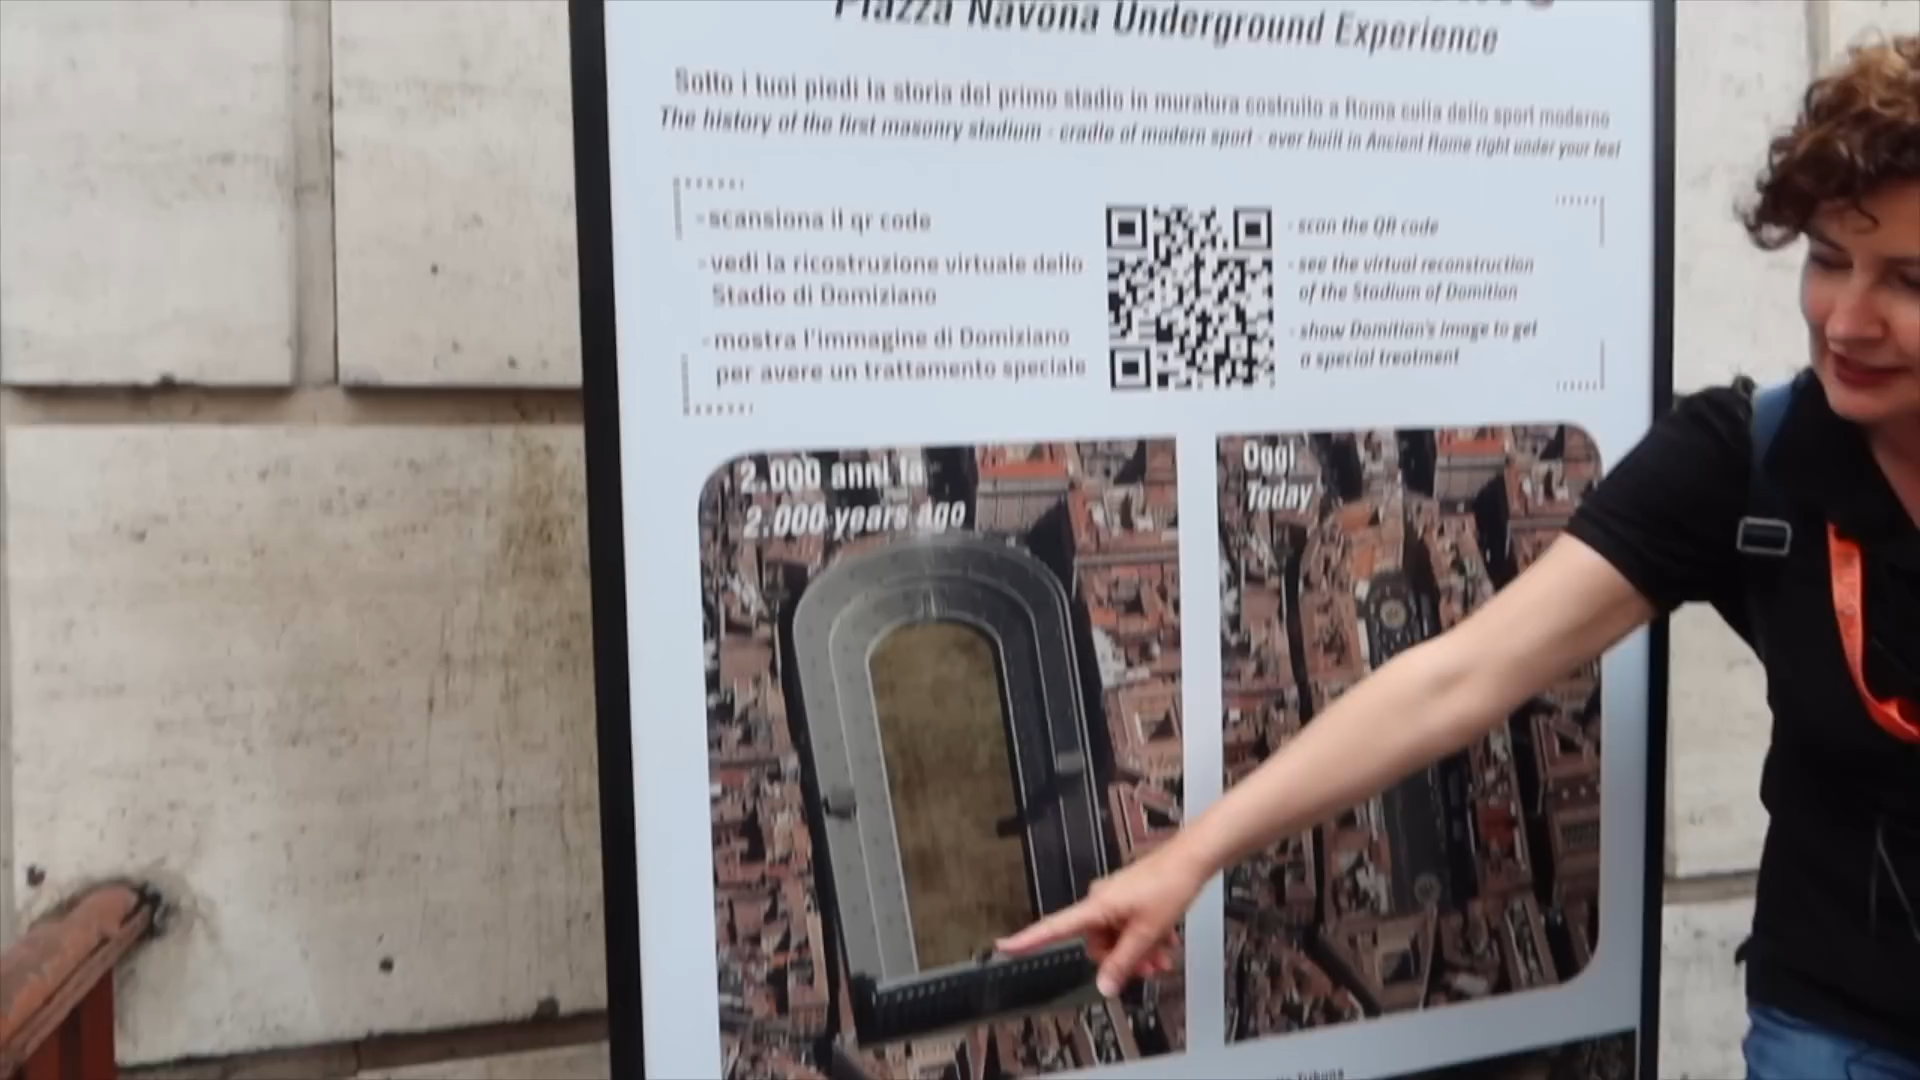 Piazza Navona Underground Experience
Sotto i tuoi piedi la storia del primo stadio in muratura costruito a Roma culla dello sport moderno
The history of the first masonry stadium - cradle of modern sport - ever built in Ancient Rome right under your feet
- scansiona il qr code
- vedi la ricostruzione virtuale dello
Stadio di Domiziano
- mostra l'immagine di Domiziano
per avere un trattamento speciale
- scan the QR code
- see the virtual reconstruction
of the Stadium of Domitian
- show Domitian's image to get
a special treatment
2.000 anni fa
2.000 years ago
Oggi
Today